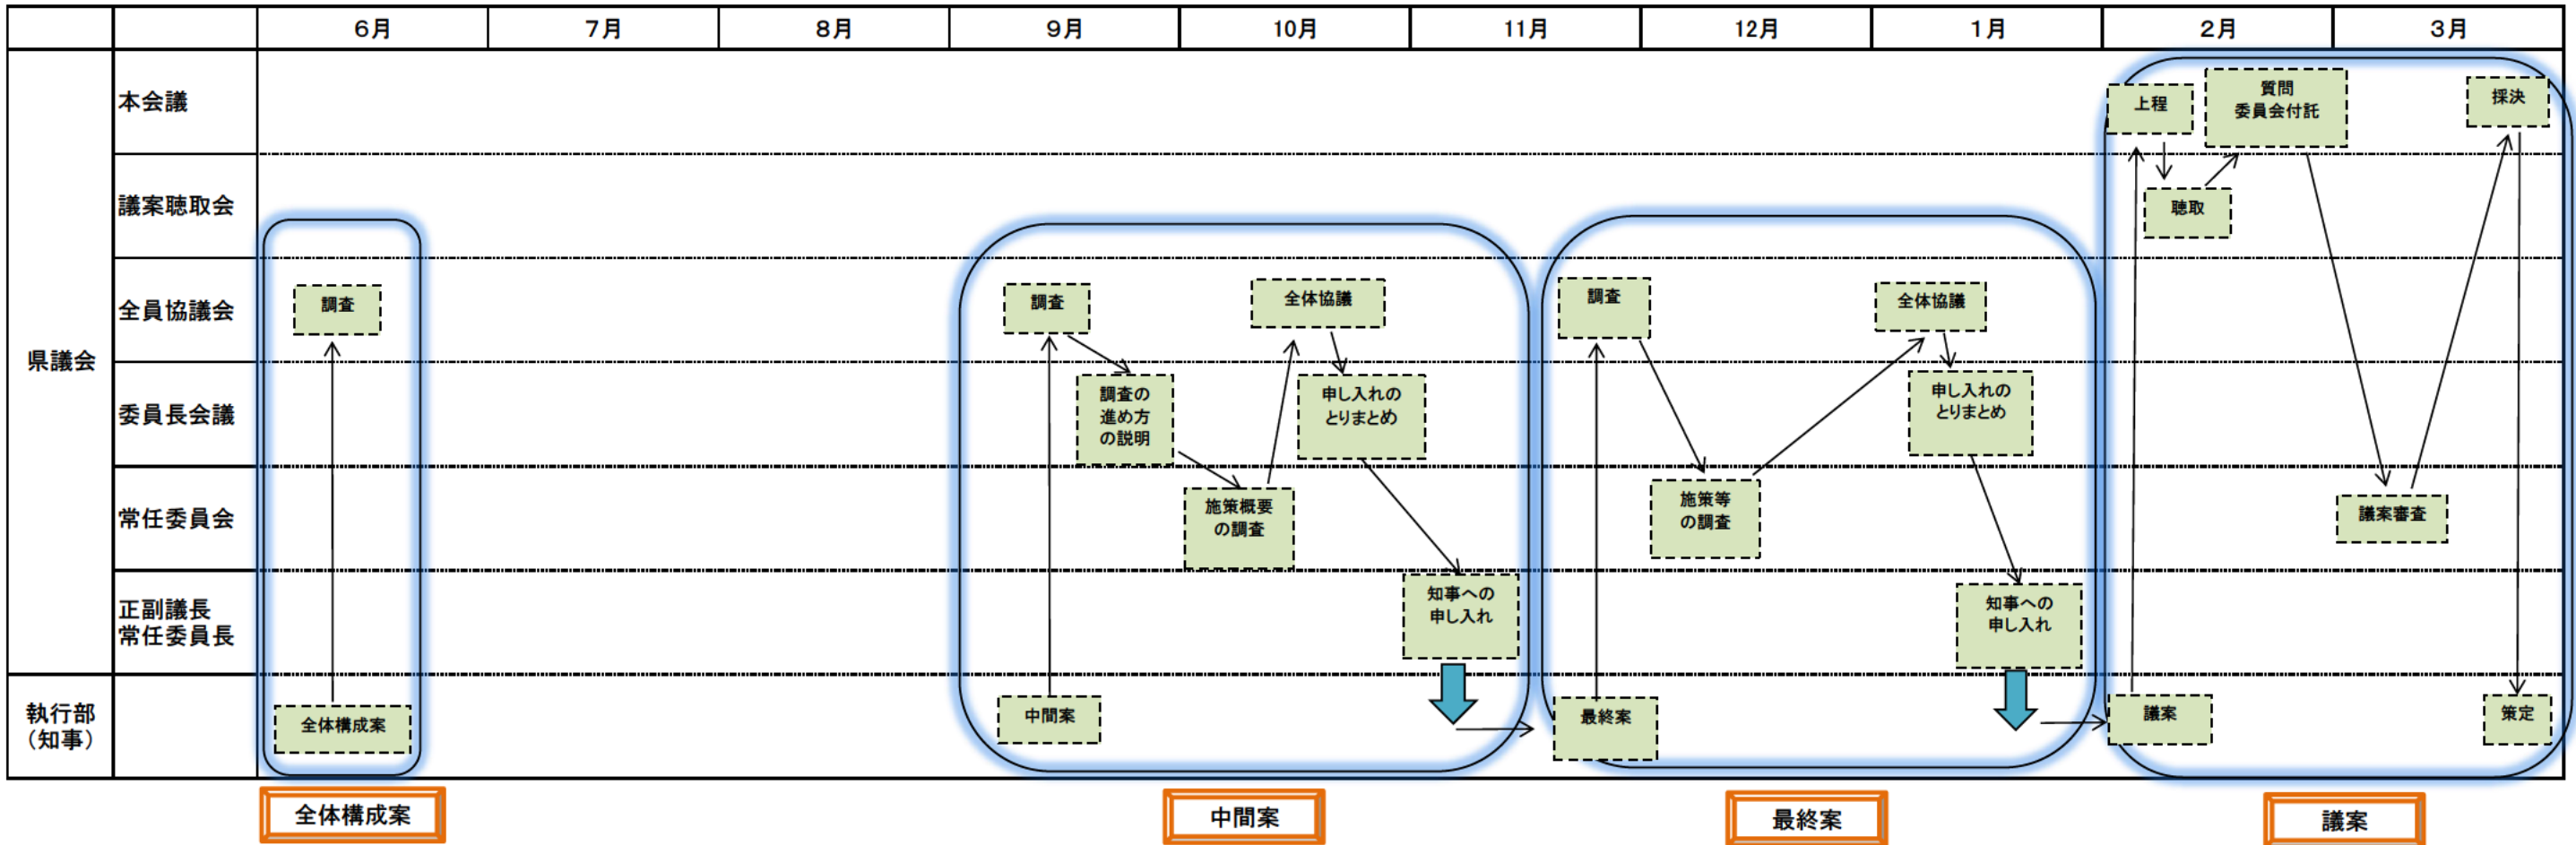 6月
7月
8月
9月
10月
11月
12月
1月
2月
3月
県議会
本会議
上程
質問
委員会付託
採決
議案聴取会
聴取
全員協議会
調査
調査
全体協議
調査
全体協議
委員長会議
調査の
進め方
の説明
申し入れの
とりまとめ
申し入れの
とりまとめ
常任委員会
施策概要
の調査
施策等
の調査
議案審査
正副議長
常任委員長
知事への
申し入れ
知事への
申し入れ
執行部
（知事）
全体構成案
中間案
最終案
議案
策定
全体構成案
中間案
最終案
議案